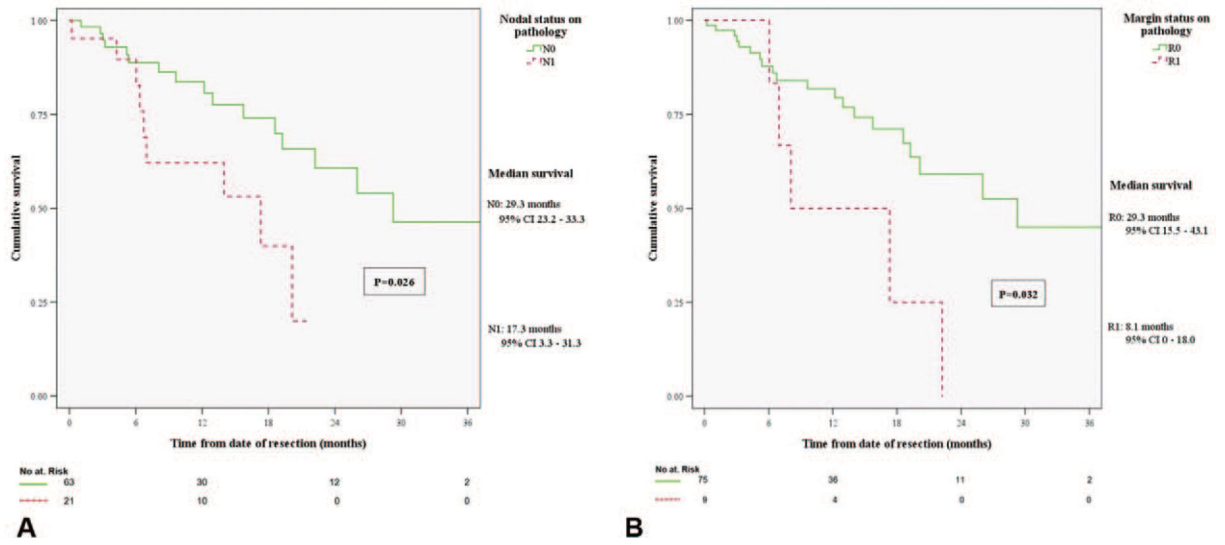 Nodal status on
pathology
N0
N1
1.00
0.75
0.50
0.25
0.00
Cumulative survival
Median survival
N0: 29.3 months
95% CI 23.2 - 33.3
P=0.026
N1: 17.3 months
95% CI 3.3 - 31.3
0 6 12 18 24 30 36
Time from date of resection (months)
No at. Risk
63 30 12 2
21 10 0 0
A
Margin status on
pathology
R0
R1
1.00
0.75
0.50
0.25
0.00
Cumulative survival
Median survival
R0: 29.3 months
95% CI 15.5 - 43.1
P=0.032
R1: 8.1 months
95% CI 0 - 18.0
0 6 12 18 24 30 36
Time from date of resection (months)
No at. Risk
75 36 11 2
9 4 0 0
B